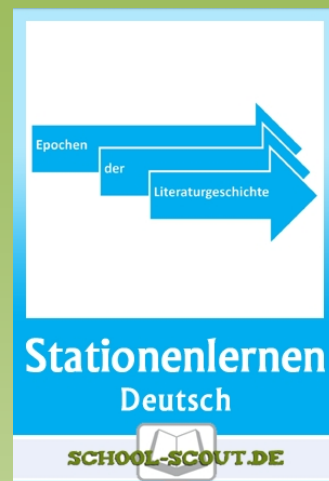 Epochen
der
Literaturgeschichte
Stationenlernen
Deutsch
SCHOOL-SCOUT.DE